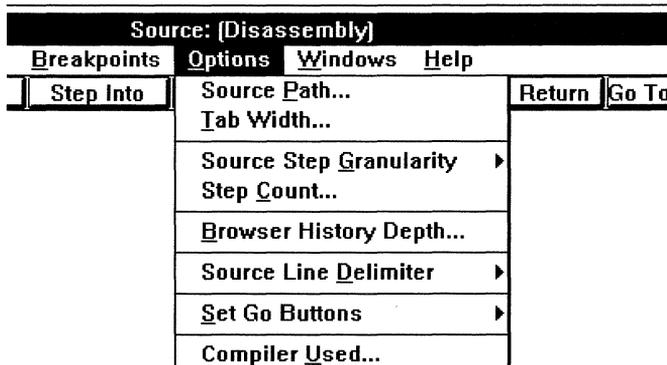 Source: (Disassembly)
Breakpoints Options Windows Help
Step Into Return Go To
Source Path...
Tab Width...
Source Step Granularity
Step Count...
Browser History Depth...
Source Line Delimiter
Set Go Buttons
Compiler Used...